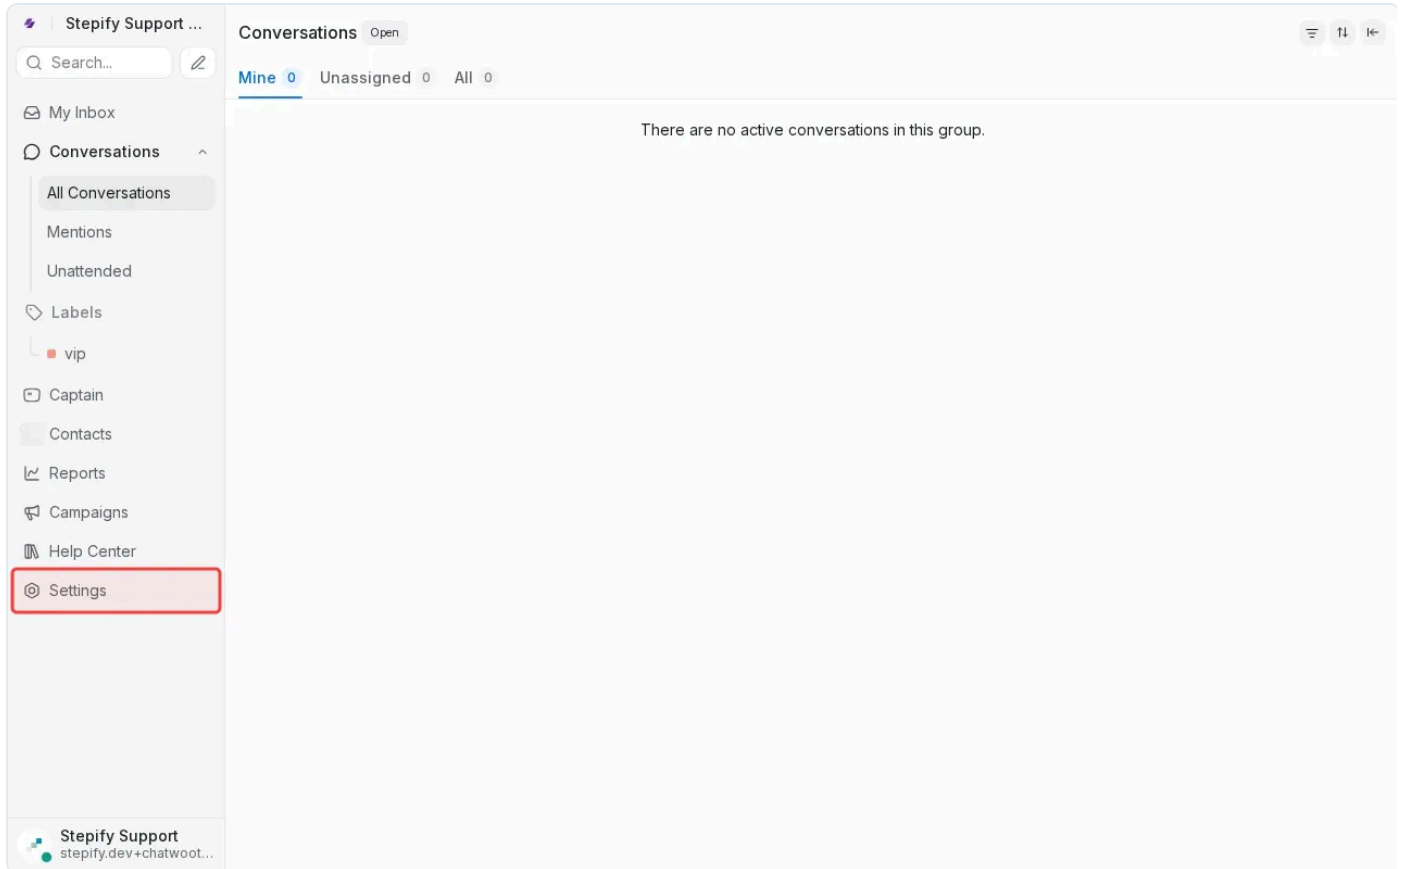 Stepify Support ...
Search...
My Inbox
Conversations
All Conversations
Mentions
Unattended
Labels
vip
Captain
Contacts
Reports
Campaigns
Help Center
Settings
Stepify Support
stepify.dev+chatwoot...
Conversations Open
Mine 0 Unassigned 0 All 0
There are no active conversations in this group.